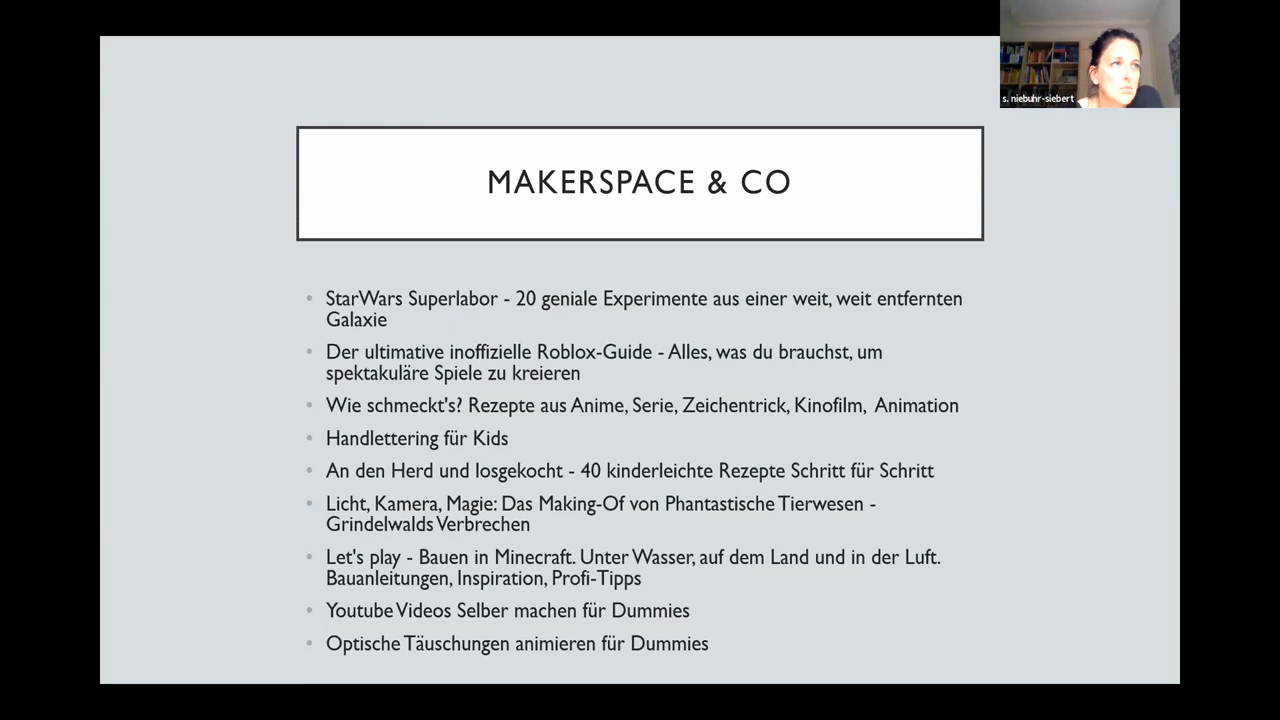 s. niebuhr-siebert
MAKERSPACE & CO
• StarWars Superlabor - 20 geniale Experimente aus einer weit, weit entfernten
Galaxie
• Der ultimative inoffizielle Roblox-Guide - Alles, was du brauchst, um
spektakuläre Spiele zu kreieren
• Wie schmeckt's? Rezepte aus Anime, Serie, Zeichentrick, Kinofilm, Animation
• Handlettering für Kids
• An den Herd und losgekocht - 40 kinderleichte Rezepte Schritt für Schritt
• Licht, Kamera, Magie: Das Making-Of von Phantastische Tierwesen -
Grindelwalds Verbrechen
• Let's play - Bauen in Minecraft. Unter Wasser, auf dem Land und in der Luft.
Bauanleitungen, Inspiration, Profi-Tipps
• Youtube Videos Selber machen für Dummies
• Optische Täuschungen animieren für Dummies